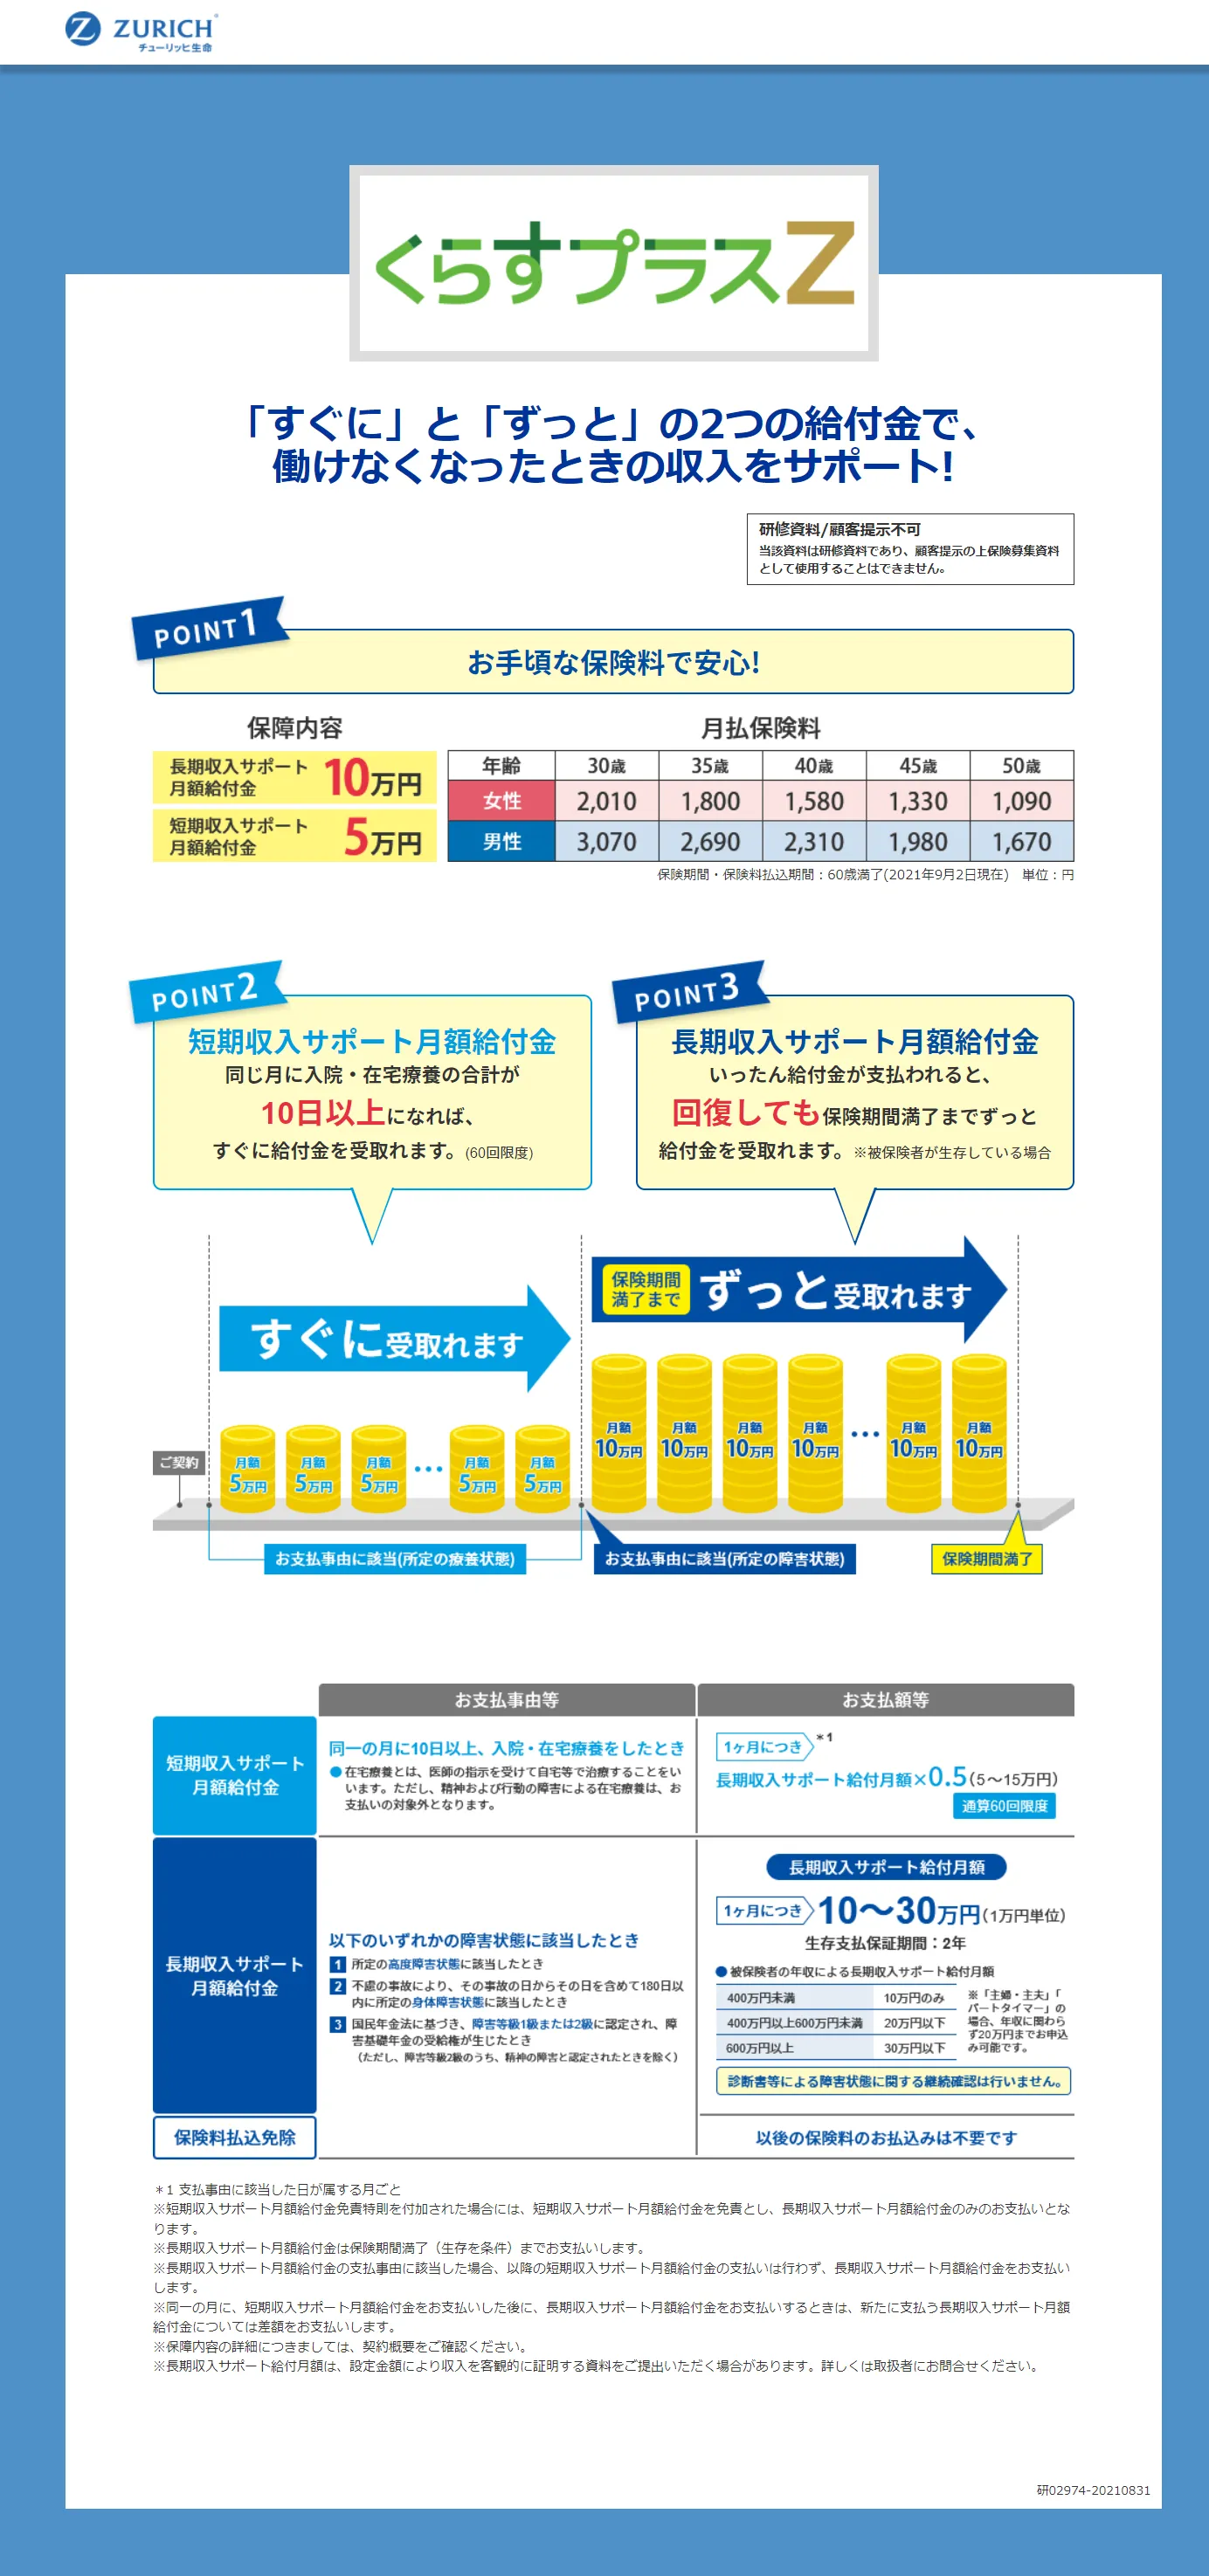 ZURICH
チューリッヒ生命
くらすプラスZ
「すぐに」と「ずっと」の2つの給付金で、
働けなくなったときの収入をサポート!
研修資料/顧客提示不可
当該資料は研修資料であり、顧客提示の上保険募集資料
として使用することはできません。
POINT1
お手頃な保険料で安心!
保障内容
長期収入サポート
月額給付金 10万円
短期収入サポート
月額給付金 5万円
月払保険料
年齢 30歳 35歳 40歳 45歳 50歳
女性 2,010 1,800 1,580 1,330 1,090
男性 3,070 2,690 2,310 1,980 1,670
保険期間・保険料払込期間：60歳満了(2021年9月2日現在)　単位：円
POINT2
短期収入サポート月額給付金
同じ月に入院・在宅療養の合計が
10日以上になれば、
すぐに給付金を受取れます。(60回限度)
POINT3
長期収入サポート月額給付金
いったん給付金が支払われると、
回復しても保険期間満了までずっと
給付金を受取れます。※被保険者が生存している場合
すぐに受取れます
保険期間
満了まで
ずっと受取れます
ご契約
月額
5万円
月額
5万円
月額
5万円
…
月額
5万円
月額
5万円
月額
10万円
月額
10万円
月額
10万円
月額
10万円
…
月額
10万円
月額
10万円
お支払事由に該当(所定の療養状態)
お支払事由に該当(所定の障害状態)
保険期間満了
お支払事由等
お支払額等
短期収入サポート
月額給付金
同一の月に10日以上、入院・在宅療養をしたとき
●在宅療養とは、医師の指示を受けて自宅等で治療することをい
います。ただし、精神および行動の障害による在宅療養は、お
支払いの対象外となります。
1ヶ月につき ＊1
長期収入サポート給付月額×0.5(5～15万円)
通算60回限度
長期収入サポート
月額給付金
以下のいずれかの障害状態に該当したとき
1 所定の高度障害状態に該当したとき
2 不慮の事故により、その事故の日からその日を含めて180日以
内に所定の身体障害状態に該当したとき
3 国民年金法に基づき、障害等級1級または2級に認定され、障
害基礎年金の受給権が生じたとき
(ただし、障害等級2級のうち、精神の障害と認定されたときを除く)
長期収入サポート給付月額
1ヶ月につき 10～30万円(1万円単位)
生存支払保証期間：2年
●被保険者の年収による長期収入サポート給付月額
400万円未満 10万円のみ
400万円以上600万円未満 20万円以下
600万円以上 30万円以下
※「主婦・主夫」「
パートタイマー」の
場合、年収に関わら
ず20万円までお申込
み可能です。
診断書等による障害状態に関する継続確認は行いません。
保険料払込免除
以後の保険料のお払込みは不要です
＊1 支払事由に該当した日が属する月ごと
※短期収入サポート月額給付金免責特則を付加された場合には、短期収入サポート月額給付金を免責とし、長期収入サポート月額給付金のみのお支払いとな
ります。
※長期収入サポート月額給付金は保険期間満了（生存を条件）までお支払いします。
※長期収入サポート月額給付金の支払事由に該当した場合、以降の短期収入サポート月額給付金の支払いは行わず、長期収入サポート月額給付金をお支払い
します。
※同一の月に、短期収入サポート月額給付金をお支払いした後に、長期収入サポート月額給付金をお支払いするときは、新たに支払う長期収入サポート月額
給付金については差額をお支払いします。
※保障内容の詳細につきましては、契約概要をご確認ください。
※長期収入サポート給付月額は、設定金額により収入を客観的に証明する資料をご提出いただく場合があります。詳しくは取扱者にお問合せください。
研02974-20210831